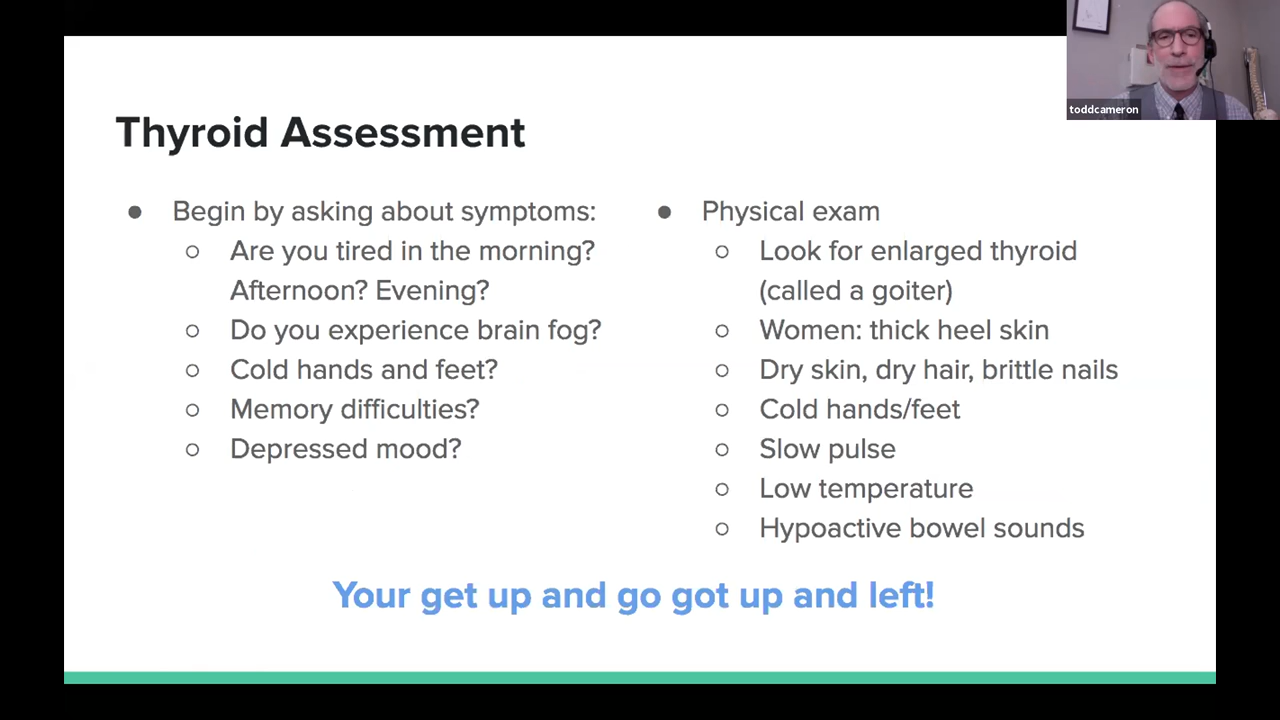 toddcameron
Thyroid Assessment
● Begin by asking about symptoms:
○ Are you tired in the morning?
Afternoon? Evening?
○ Do you experience brain fog?
○ Cold hands and feet?
○ Memory difficulties?
○ Depressed mood?
● Physical exam
○ Look for enlarged thyroid
(called a goiter)
○ Women: thick heel skin
○ Dry skin, dry hair, brittle nails
○ Cold hands/feet
○ Slow pulse
○ Low temperature
○ Hypoactive bowel sounds
Your get up and go got up and left!